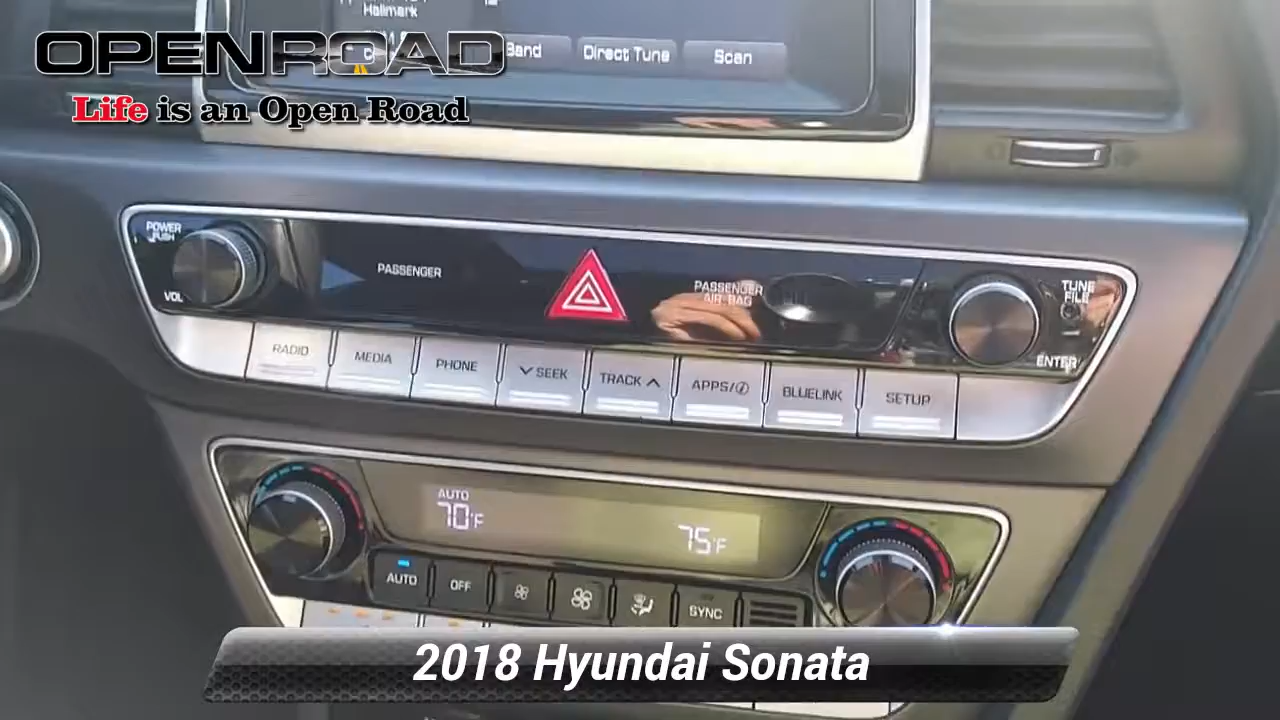 Hallmark
OPENROAD
Band
Direct Tune
Scan
Life is an Open Road
POWER
PUSH
VOL
PASSENGER
PASSENGER
AIR BAG
TUNE
FILE
ENTER
RADIO
MEDIA
PHONE
SEEK
TRACK
APPS/i
BLUELINK
SETUP
AUTO
70°F
75°F
AUTO
OFF
SYNC
2018 Hyundai Sonata